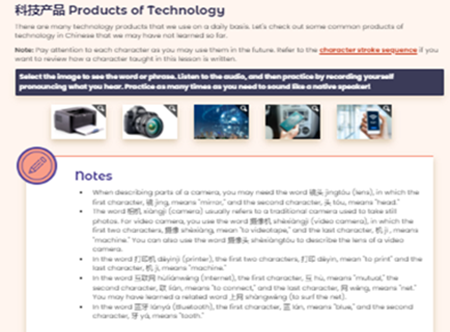 科技产品 Products of Technology
There are many technology products that we use on a daily basis. Let's check out some common products of
technology in Chinese that we may not have learned so far.
Note: Pay attention to each character as you may use them in the future. Refer to the character stroke sequence if you
want to review how a character taught in this lesson is written.
Select the image to see the word or phrase. Listen to the audio, and then practice by recording yourself
pronouncing what you hear. Practice as many times as you need to sound like a native speaker!
Notes
• When describing parts of a camera, you may need the word 镜头 jìngtóu (lens), in which the
first character, 镜 jìng, means "mirror," and the second character, 头 tóu, means "head."
• The word 相机 xiàngjī (camera) usually refers to a traditional camera used to take still
photos. For video camera, you use the word 摄像机 shèxiàngjī (video camera), in which the
first two characters, 摄像 shèxiàng, mean "to videotape," and the last character, 机 jī, means
"machine." You can also use the word 摄像头 shèxiàngtóu to describe the lens of a video
camera.
• In the word 打印机 dǎyìnjī (printer), the first two characters, 打印 dǎyìn, mean "to print" and the
last character, 机 jī, means "machine."
• In the word 互联网 hùliánwǎng (Internet), the first character, 互 hù, means "mutual," the
second character, 联 lián, means "to connect," and the last character, 网 wǎng, means "net."
You may have learned a related word 上网 shàngwǎng (to surf the net).
• In the word 蓝牙 lányá (Bluetooth), the first character, 蓝 lán, means "blue," and the second
character, 牙 yá, means "tooth."